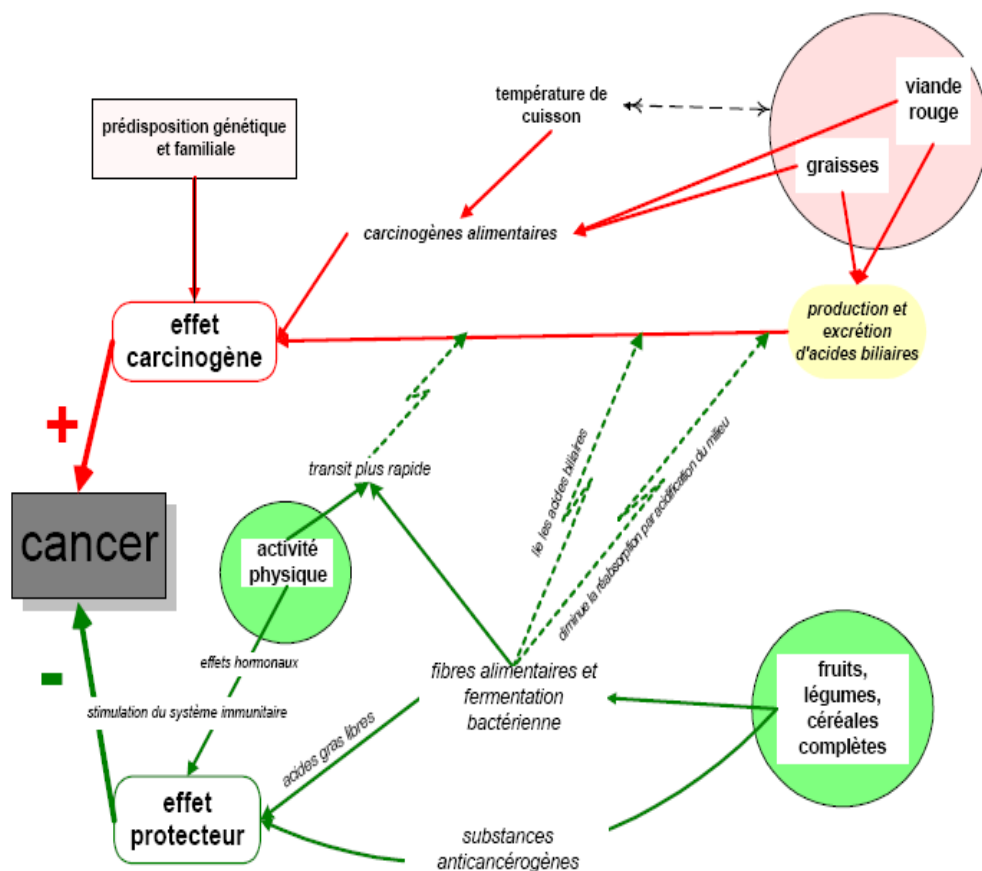 température de
cuisson
viande
rouge
prédisposition génétique
et familiale
graisses
carcinogènes alimentaires
effet
carcinogène
production et
excrétion
d'acides biliaires
+
transit plus rapide
lie les acides biliaires
diminue la réabsorption par acidification du milieu
cancer
activité
physique
effets hormonaux
-
stimulation du système immunitaire
fibres alimentaires et
fermentation
bactérienne
fruits,
légumes,
céréales
complètes
acides gras libres
effet
protecteur
substances
anticancérogènes